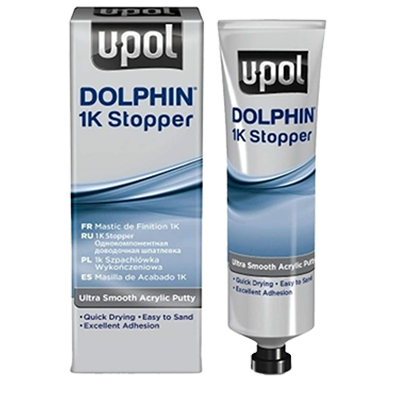 u-pol
DOLPHIN®
1K Stopper
FR Mastic de Finition 1K
RU 1K Stopper
Однокомпонентная
доводочная шпатлевка
PL 1k Szpachlówka
Wykończeniowa
ES Masilla de Acabado 1K
Ultra Smooth Acrylic Putty
• Quick Drying • Easy to Sand
• Excellent Adhesion
u-pol
DOLPHIN®
1K Stopper
Ultra Smooth Acrylic Putty
• Quick Drying • Easy to Sand
• Excellent Adhesion